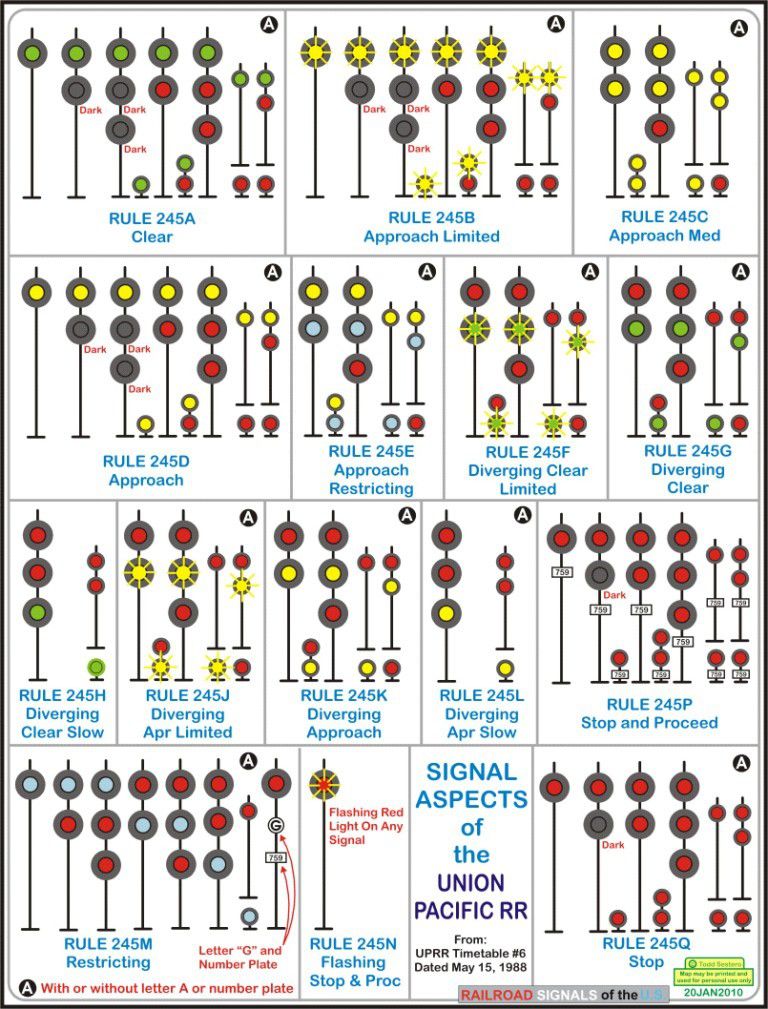 A
Dark
Dark
Dark
RULE 245A
Clear
A
Dark
Dark
Dark
RULE 245B
Approach Limited
A
RULE 245C
Approach Med
A
Dark
Dark
Dark
RULE 245D
Approach
A
RULE 245E
Approach
Restricting
A
RULE 245F
Diverging Clear
Limited
A
RULE 245G
Diverging
Clear
RULE 245H
Diverging
Clear Slow
A
RULE 245J
Diverging
Apr Limited
A
RULE 245K
Diverging
Approach
A
RULE 245L
Diverging
Apr Slow
759
Dark
759
759
759
759
759
759
759
759
759
RULE 245P
Stop and Proceed
A
G
759
RULE 245M
Restricting
Letter "G" and
Number Plate
A With or without letter A or number plate
Flashing Red
Light On Any
Signal
RULE 245N
Flashing
Stop & Proc
SIGNAL
ASPECTS
of
the
UNION
PACIFIC RR
From:
UPRR Timetable #6
Dated May 15, 1988
A
Dark
RULE 245Q
Stop
© Todd Sestero
Map may be printed and
used for personal use only
20JAN2010
RAILROAD SIGNALS of the U.S.